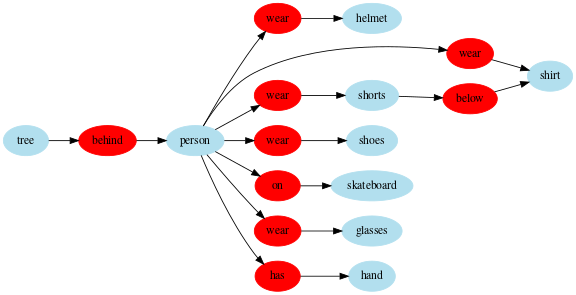 wear
helmet
wear
shirt
wear
shorts
below
tree
behind
person
wear
shoes
on
skateboard
wear
glasses
has
hand